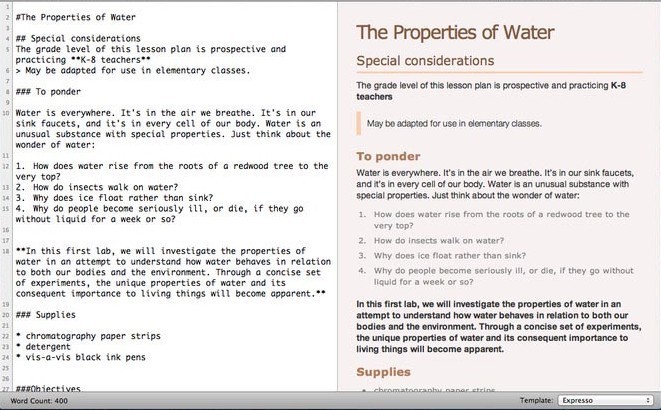 1
2 #The Properties of Water
3
4 ## Special considerations
5 The grade level of this lesson plan is prospective and
practicing **K-8 teachers**
6 > May be adapted for use in elementary classes.
7
8 ### To ponder
9
10 Water is everywhere. It's in the air we breathe. It's in our
sink faucets, and it's in every cell of our body. Water is an
unusual substance with special properties. Just think about the
wonder of water:
11
12 1. How does water rise from the roots of a redwood tree to the
very top?
13 2. How do insects walk on water?
14 3. Why does ice float rather than sink?
15 4. Why do people become seriously ill, or die, if they go
without liquid for a week or so?
16
17
18 **In this first lab, we will investigate the properties of
water in an attempt to understand how water behaves in relation
to both our bodies and the environment. Through a concise set
of experiments, the unique properties of water and its
consequent importance to living things will become apparent.**
19
20 ### Supplies
21
22 * chromatography paper strips
23 * detergent
24 * vis-a-vis black ink pens
25
26
27 ###Objectives
The Properties of Water
Special considerations
The grade level of this lesson plan is prospective and practicing K-8
teachers
May be adapted for use in elementary classes.
To ponder
Water is everywhere. It's in the air we breathe. It's in our sink faucets,
and it's in every cell of our body. Water is an unusual substance with
special properties. Just think about the wonder of water:
1. How does water rise from the roots of a redwood tree to the
very top?
2. How do insects walk on water?
3. Why does ice float rather than sink?
4. Why do people become seriously ill, or die, if they go without
liquid for a week or so?
In this first lab, we will investigate the properties of water in an
attempt to understand how water behaves in relation to both our
bodies and the environment. Through a concise set of experiments,
the unique properties of water and its consequent importance to
living things will become apparent.
Supplies
• chromatography paper strips
Word Count: 400
Template: Expresso